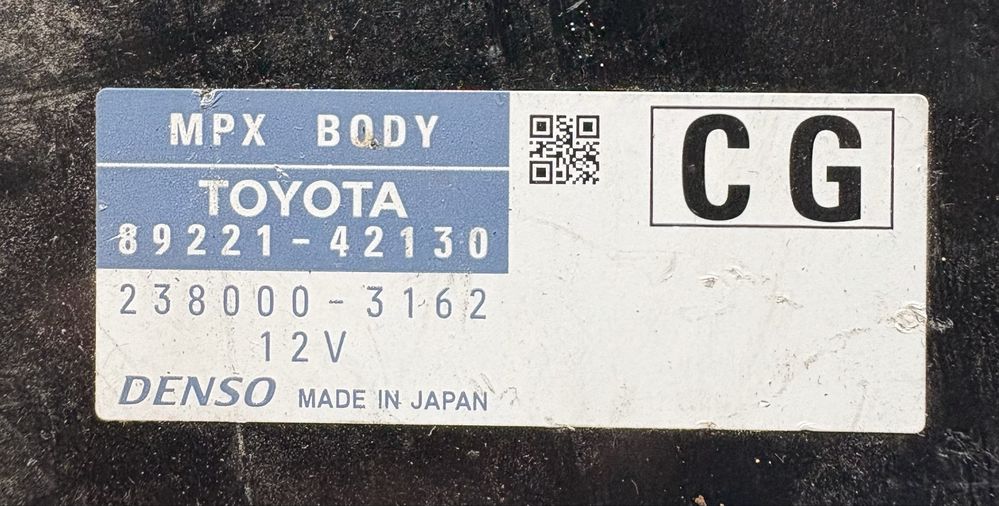 MPX BODY
TOYOTA
89221-42130
238000-3162
12V
DENSO MADE IN JAPAN
CG